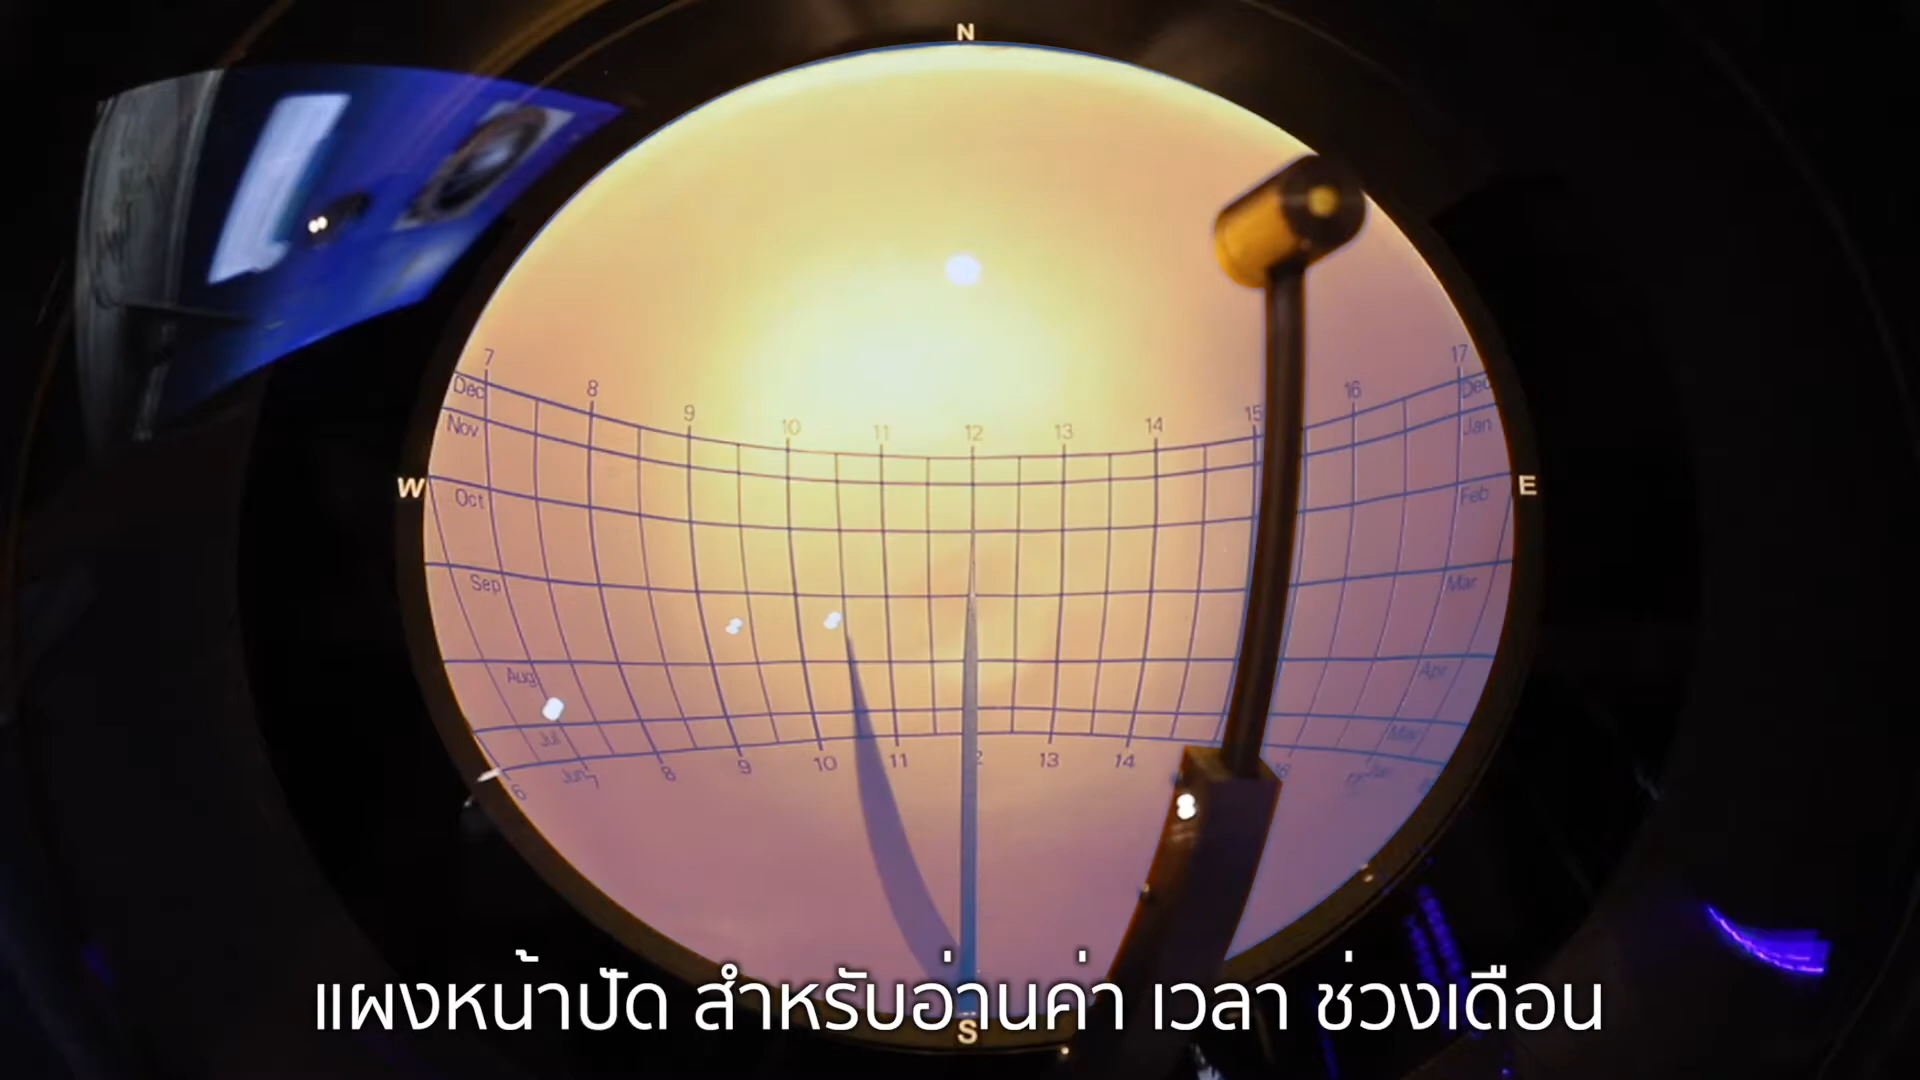 N
7 8 9 10 11 12 13 14 15 16 17
Dec Dec
Nov Jan
W E
Oct Feb
Sep Mar
Aug Apr
Jul May
Jun 7 8 9 10 11 13 14
6
แผงหน้าปัด สำหรับอ่านค่า เวลา ช่วงเดือน
S